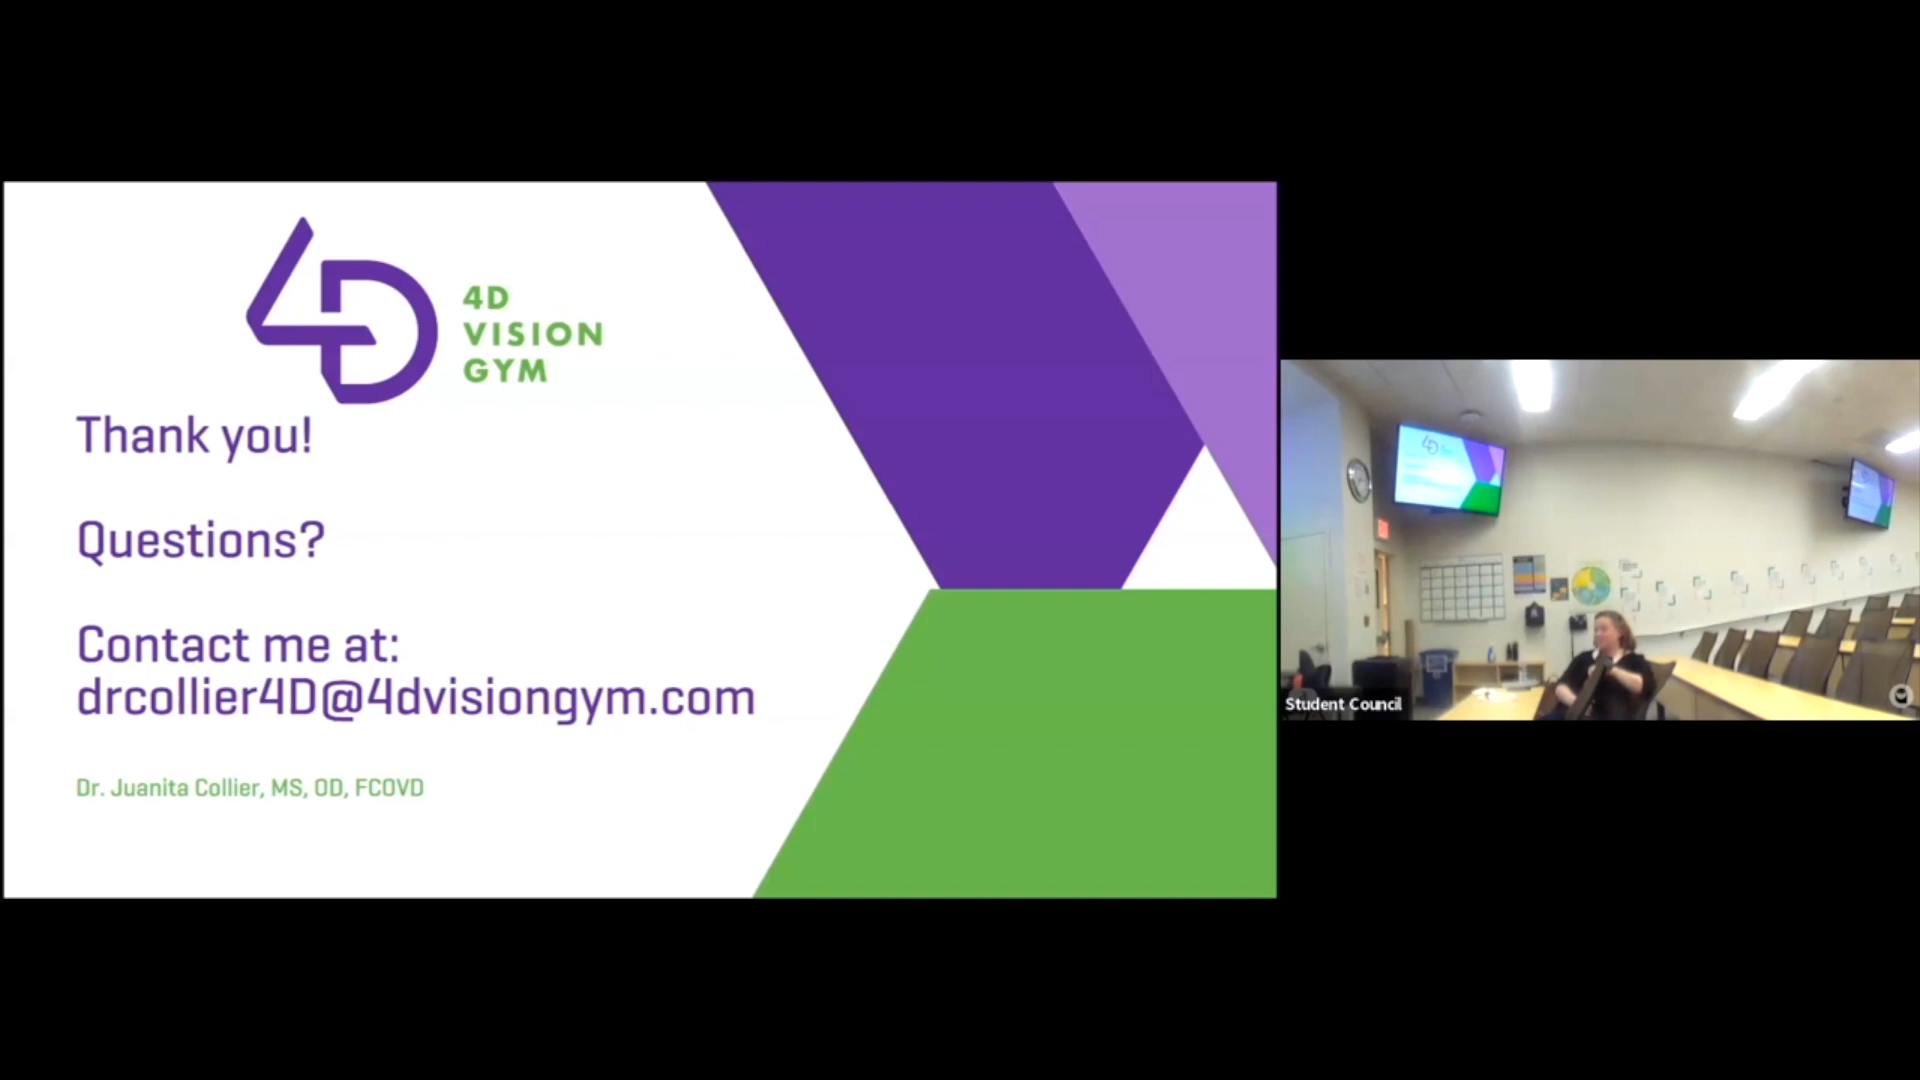 4D
4D
VISION
GYM
Thank you!
Questions?
Contact me at:
drcollier4D@4dvisiongym.com
Dr. Juanita Collier, MS, OD, FCOVD
Student Council